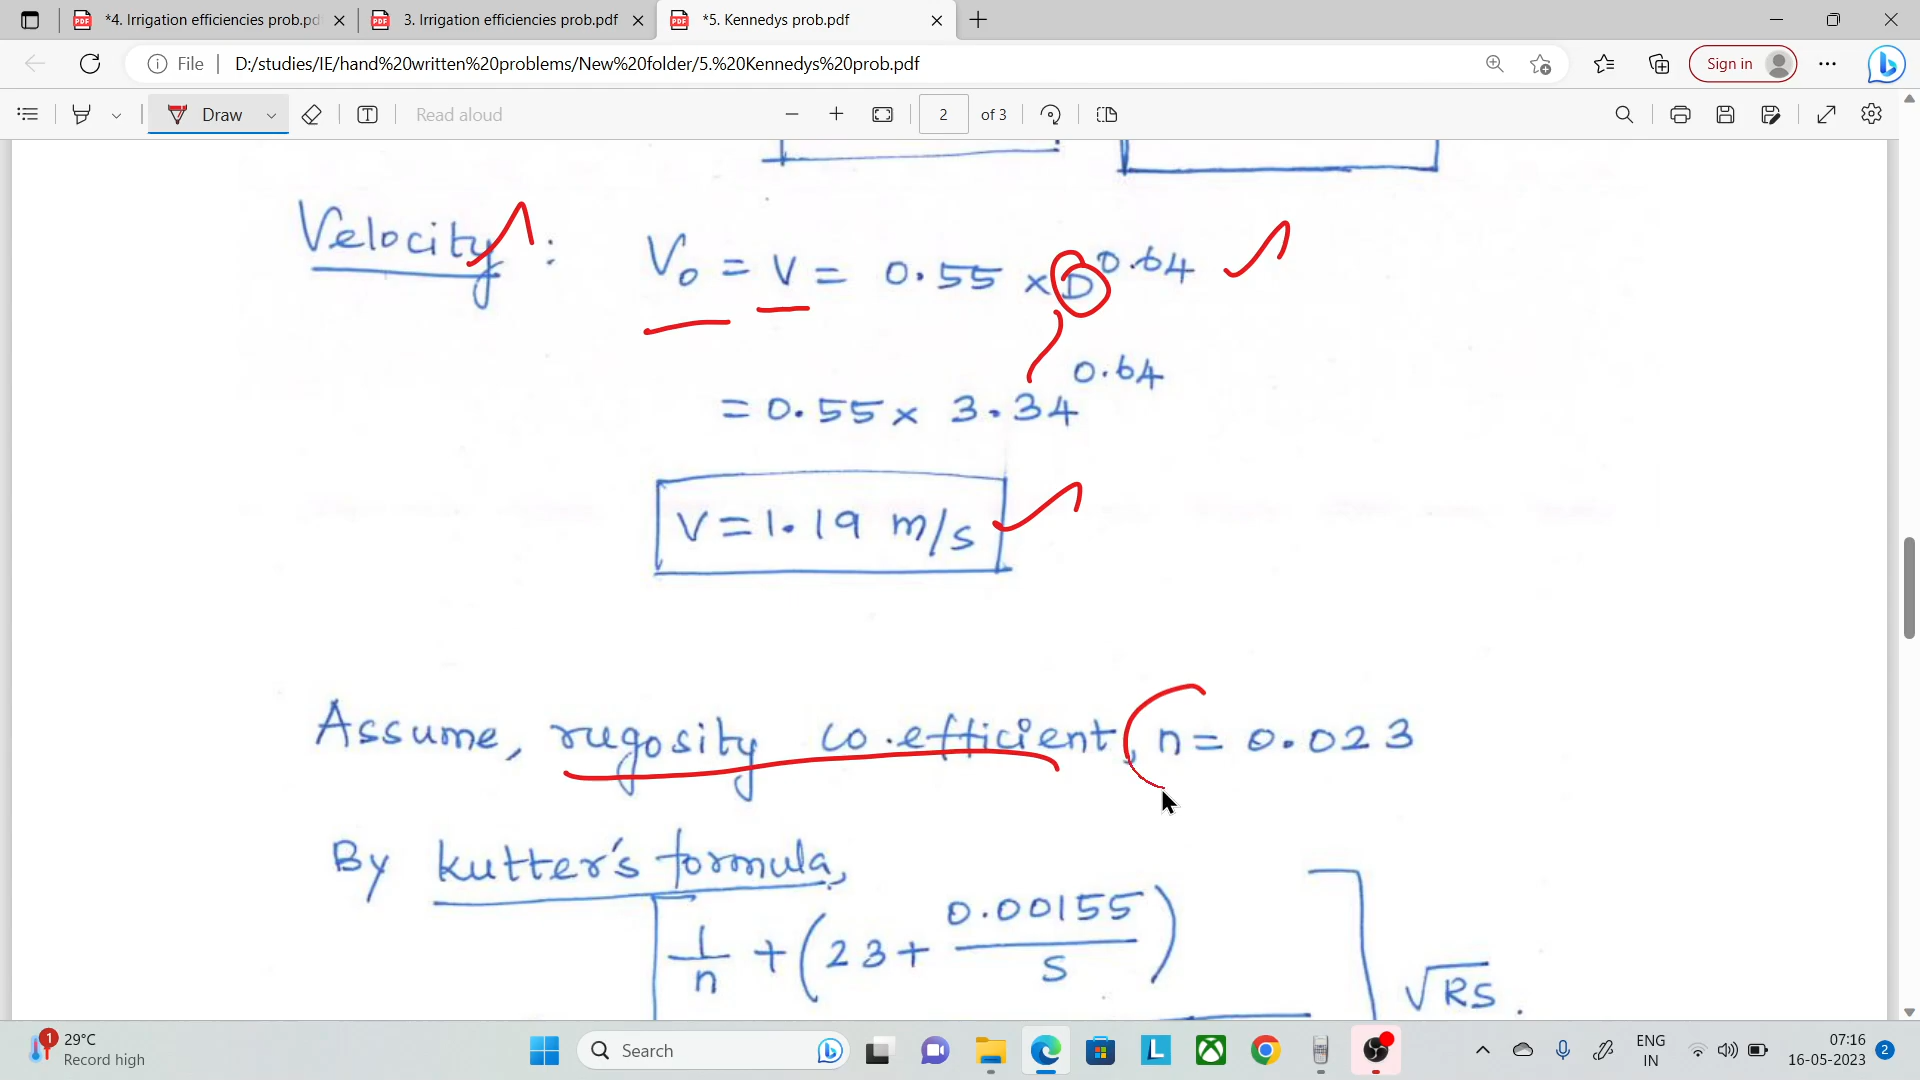 *4. Irrigation efficiencies prob.pd
3. Irrigation efficiencies prob.pdf
*5. Kennedys prob.pdf
File
D:/studies/IE/hand%20written%20problems/New%20folder/5.%20Kennedys%20prob.pdf
Sign in
Draw
Read aloud
2 of 3
Velocity :
V₀ = V = 0.55 × D^0.64
= 0.55 × 3.34^0.64
V = 1.19 m/s
Assume, rugosity co.efficient, n = 0.023
By kutter's formula,
1/n + (23 + 0.00155/S)
√RS .
1
29°C
Record high
Search
ENG
IN
07:16
16-05-2023
2